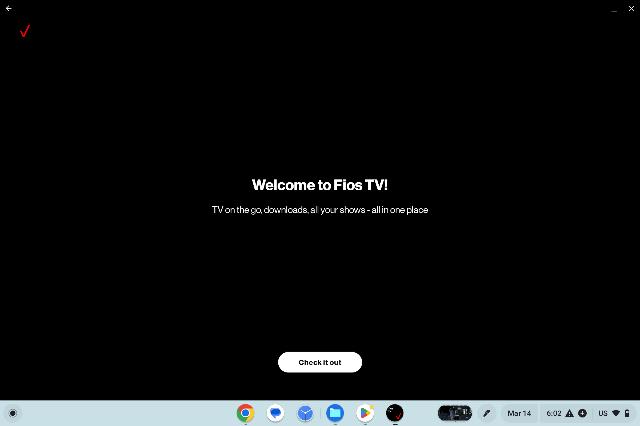 Welcome to Fios TV!
TV on the go, downloads, all your shows - all in one place
Check it out
Mar 14
6:02
US